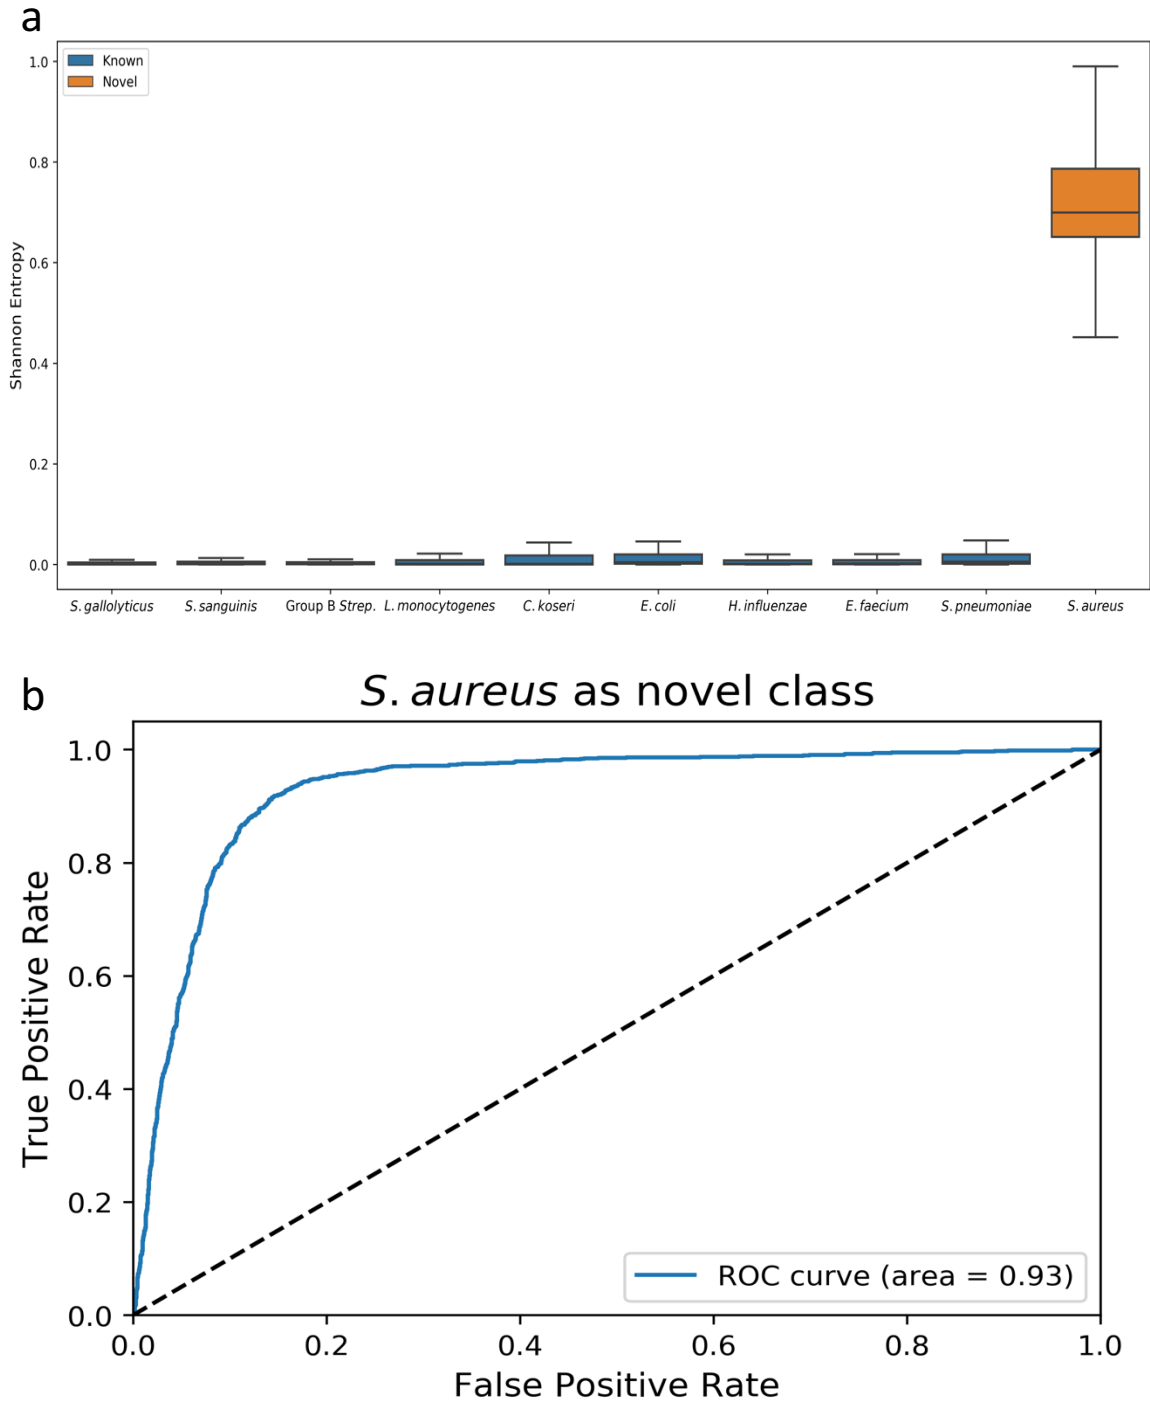 a
Known
Novel
1.0
0.8
0.6
0.4
0.2
0.0
Shannon Entropy
S. gallolyticus S. sanguinis Group B Strep. L. monocytogenes C. koseri E. coli H. influenzae E. faecium S. pneumoniae S. aureus
b
S. aureus as novel class
1.0
0.8
0.6
0.4
0.2
0.0
True Positive Rate
ROC curve (area = 0.93)
0.0 0.2 0.4 0.6 0.8 1.0
False Positive Rate